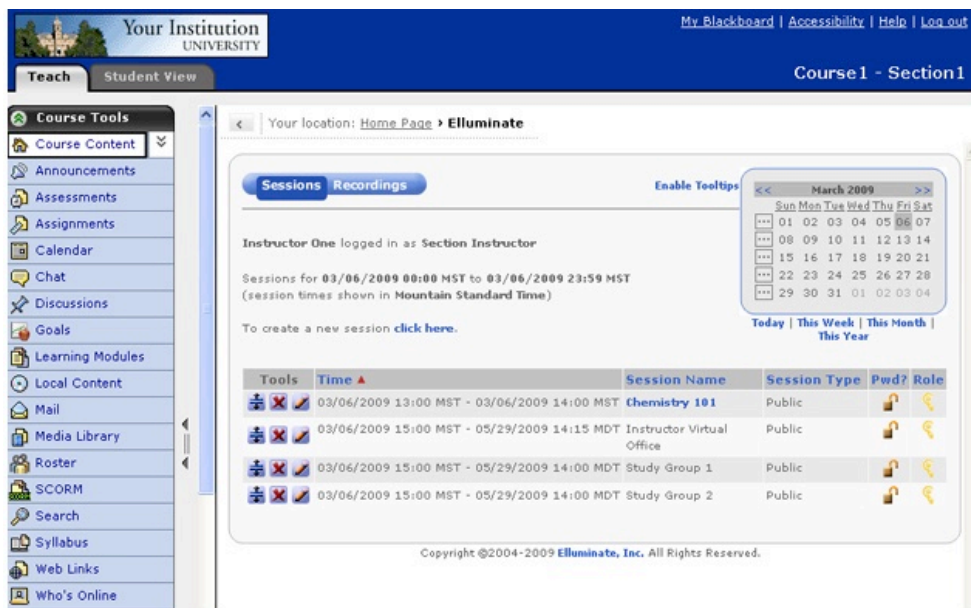 Your Institution
UNIVERSITY
My Blackboard | Accessibility | Help | Log out
Teach
Student View
Course1 - Section1
Course Tools
Course Content
Announcements
Assessments
Assignments
Calendar
Chat
Discussions
Goals
Learning Modules
Local Content
Mail
Media Library
Roster
SCORM
Search
Syllabus
Web Links
Who's Online
Your location: Home Page › Elluminate
Sessions Recordings
Enable Tooltips
<< March 2009 >>
Sun Mon Tue Wed Thu Fri Sat
01 02 03 04 05 06 07
08 09 10 11 12 13 14
15 16 17 18 19 20 21
22 23 24 25 26 27 28
29 30 31 01 02 03 04
Today | This Week | This Month |
This Year
Instructor One logged in as Section Instructor
Sessions for 03/06/2009 00:00 MST to 03/06/2009 23:59 MST
(session times shown in Mountain Standard Time)
To create a new session click here.
Tools Time Session Name Session Type Pwd? Role
03/06/2009 13:00 MST - 03/06/2009 14:00 MST Chemistry 101 Public
03/06/2009 15:00 MST - 05/29/2009 14:15 MDT Instructor Virtual Public
Office
03/06/2009 15:00 MST - 05/29/2009 14:00 MDT Study Group 1 Public
03/06/2009 15:00 MST - 05/29/2009 14:00 MDT Study Group 2 Public
Copyright ©2004-2009 Elluminate, Inc. All Rights Reserved.